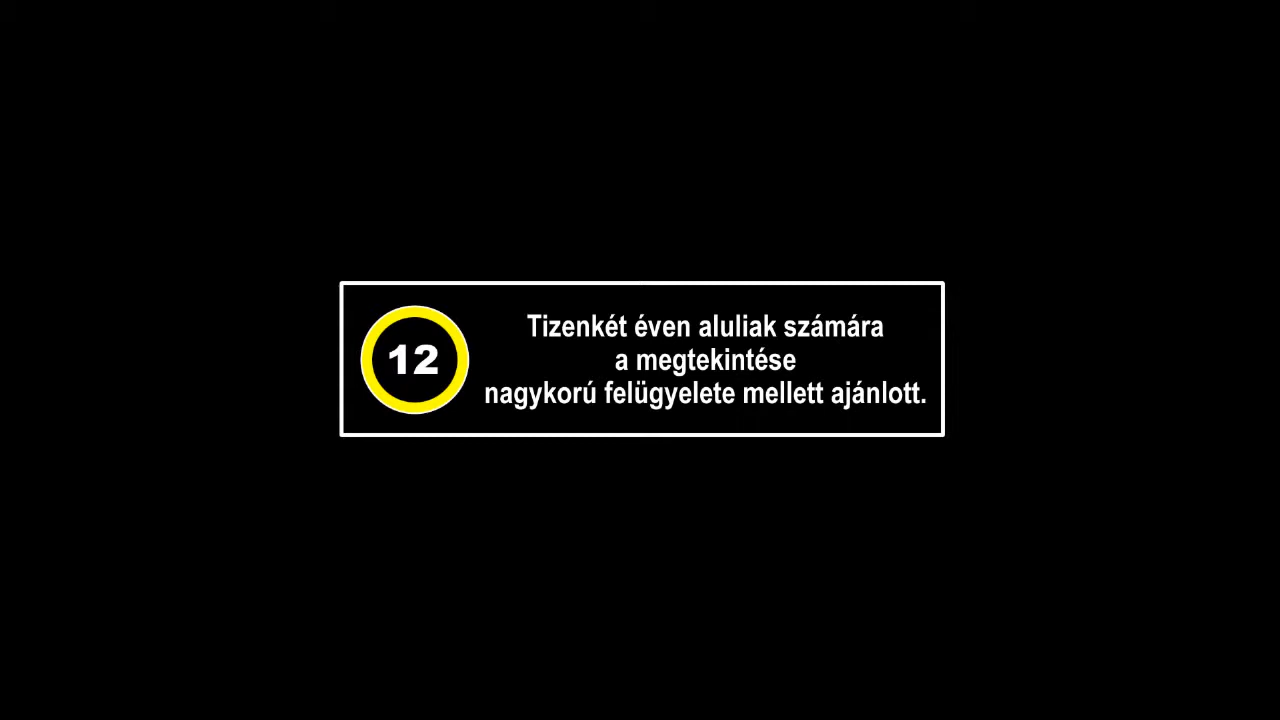 12
Tizenkét éven aluliak számára
a megtekintése
nagykorú felügyelete mellett ajánlott.